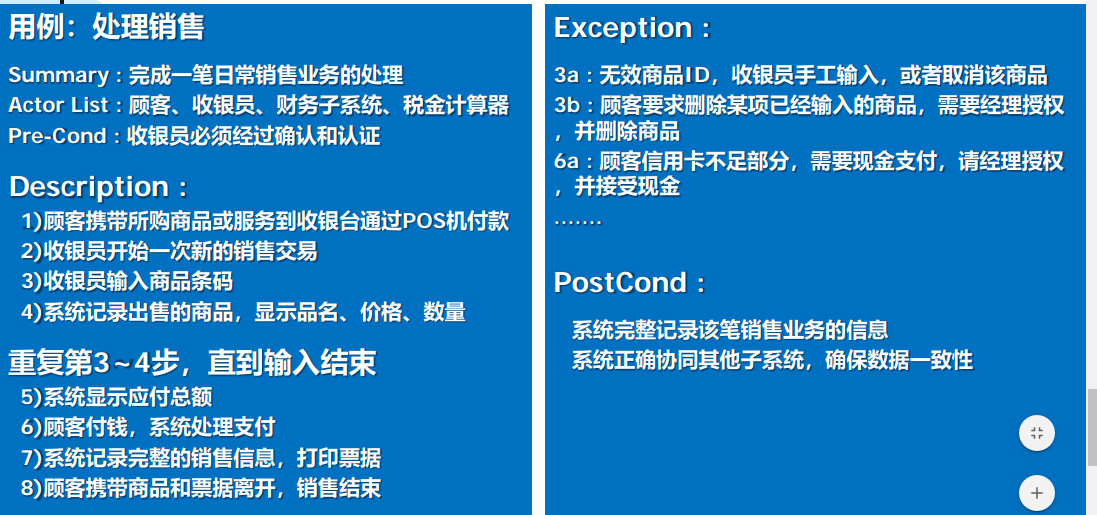 用例：处理销售
Summary：完成一笔日常销售业务的处理
Actor List：顾客、收银员、财务子系统、税金计算器
Pre-Cond：收银员必须经过确认和认证
Description：
1)顾客携带所购商品或服务到收银台通过POS机付款
2)收银员开始一次新的销售交易
3)收银员输入商品条码
4)系统记录出售的商品，显示品名、价格、数量
重复第3~4步，直到输入结束
5)系统显示应付总额
6)顾客付钱，系统处理支付
7)系统记录完整的销售信息，打印票据
8)顾客携带商品和票据离开，销售结束
Exception：
3a：无效商品ID，收银员手工输入，或者取消该商品
3b：顾客要求删除某项已经输入的商品，需要经理授权
，并删除商品
6a：顾客信用卡不足部分，需要现金支付，请经理授权
，并接受现金
.......
PostCond：
系统完整记录该笔销售业务的信息
系统正确协同其他子系统，确保数据一致性